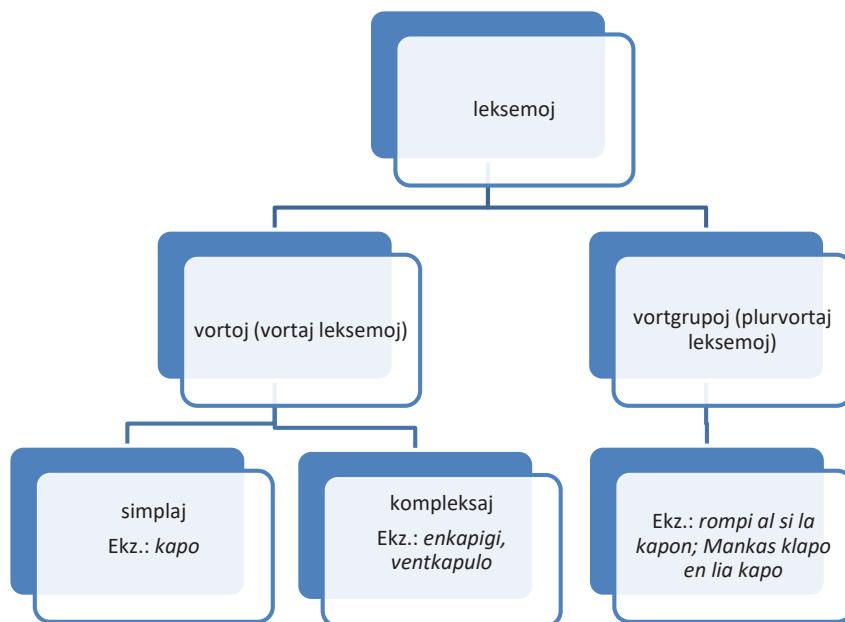 leksemoj
vortoj (vortaj leksemoj)
vortgrupoj (plurvortaj
leksemoj)
simplaj
Ekz.: kapo
kompleksaj
Ekz.: enkapigi,
ventkapulo
Ekz.: rompi al si la
kapon; Mankas klapo
en lia kapo